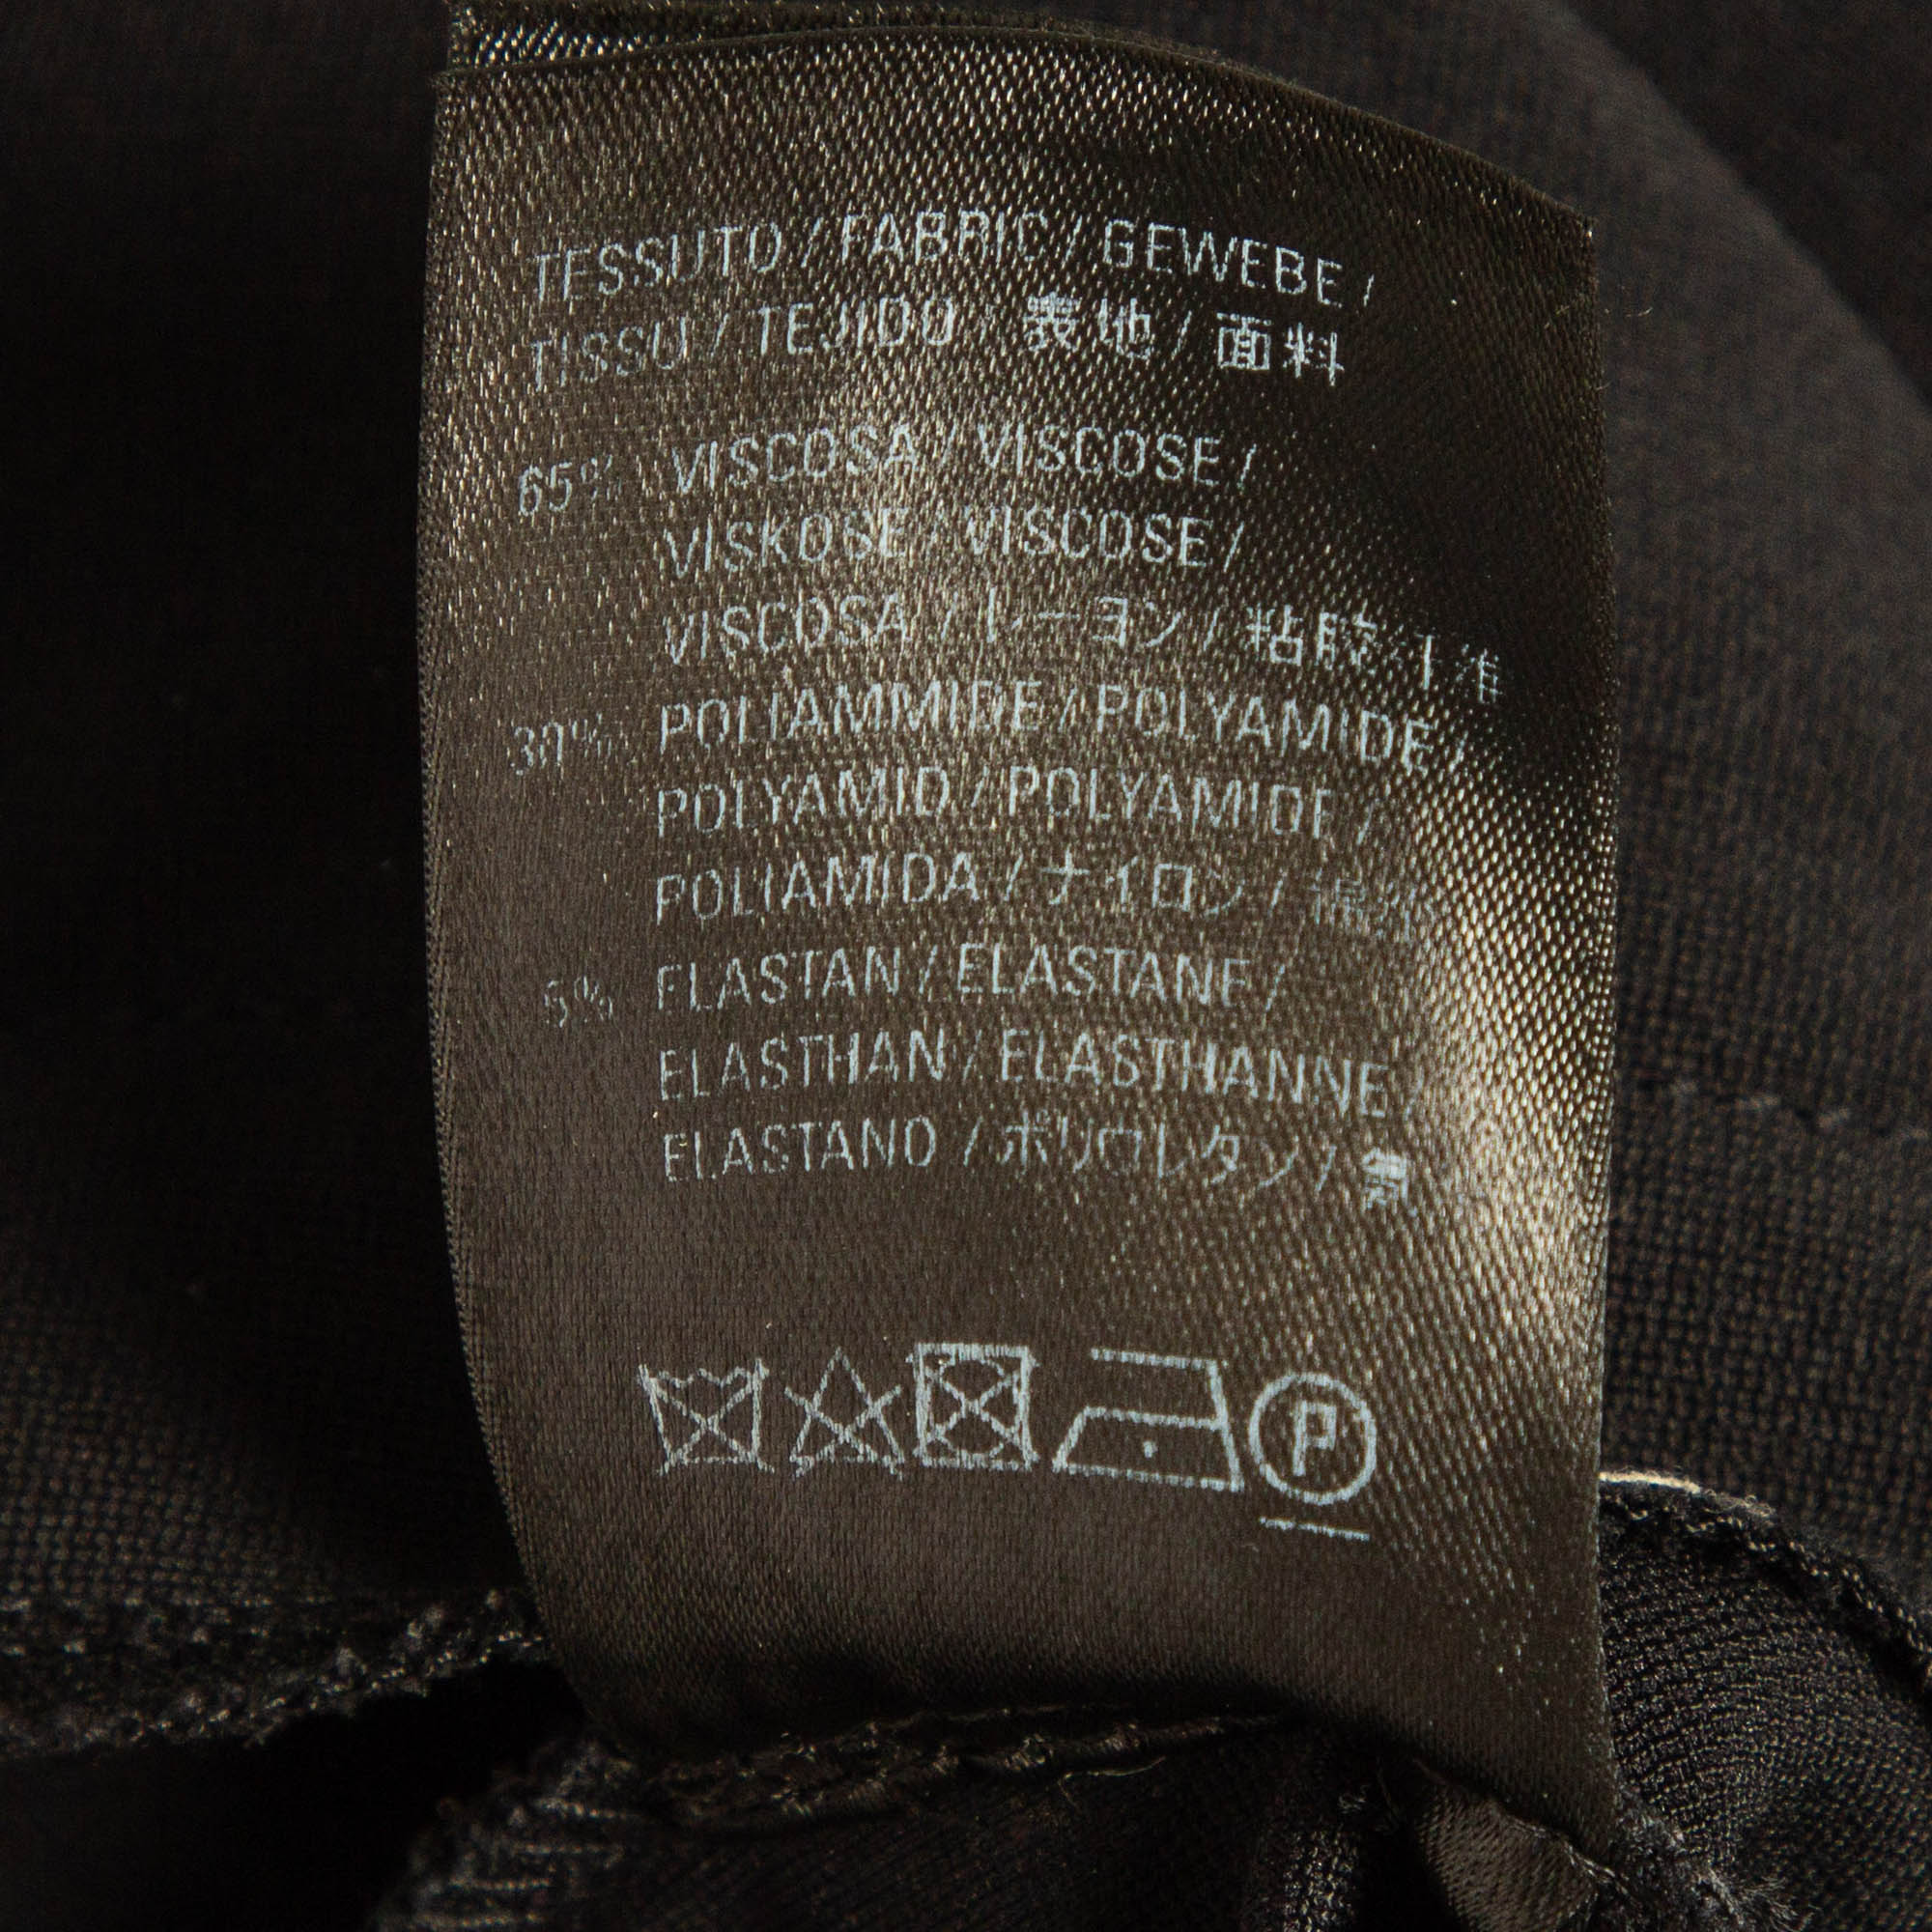 TESSUTO / FABRIC / GEWEBE /
TISSU / TEJIDO 表地 / 面料
65% VISCOSA / VISCOSE /
VISKOSE / VISCOSE /
VISCOSA / レーヨン / 粘胶
30% POLIAMMIDE / POLYAMIDE /
POLYAMID / POLYAMIDE /
POLIAMIDA / ナイロン /
5% ELASTAN / ELASTANE /
ELASTHAN / ELASTHANNE /
ELASTANO / ポリウレタン /
P